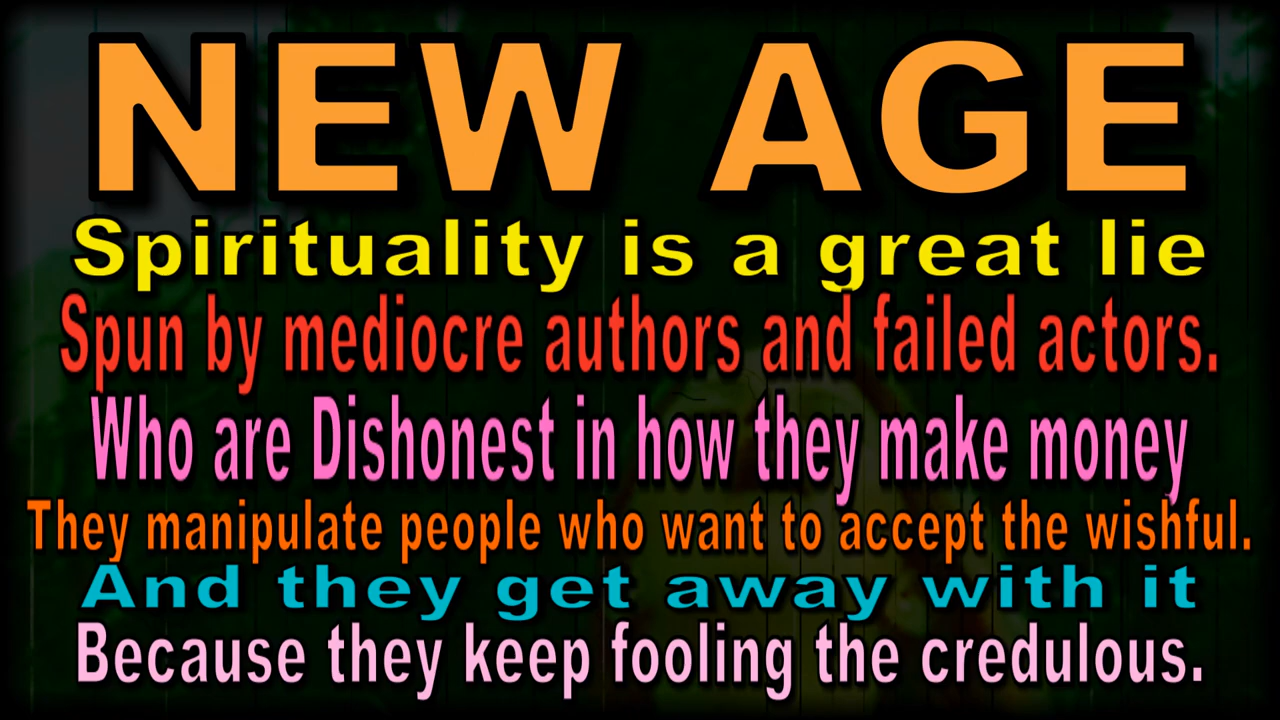 NEW AGE
Spirituality is a great lie
Spun by mediocre authors and failed actors.
Who are Dishonest in how they make money
They manipulate people who want to accept the wishful.
And they get away with it
Because they keep fooling the credulous.